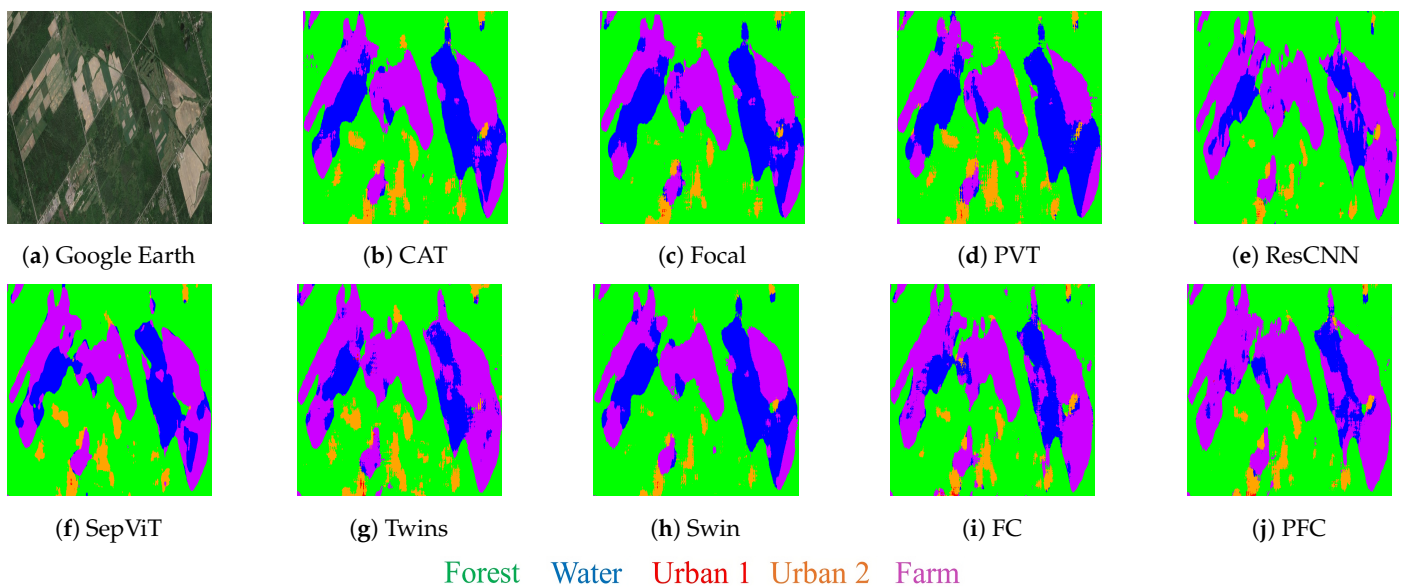 (a) Google Earth
(b) CAT
(c) Focal
(d) PVT
(e) ResCNN
(f) SepViT
(g) Twins
(h) Swin
(i) FC
(j) PFC
Forest Water Urban 1 Urban 2 Farm